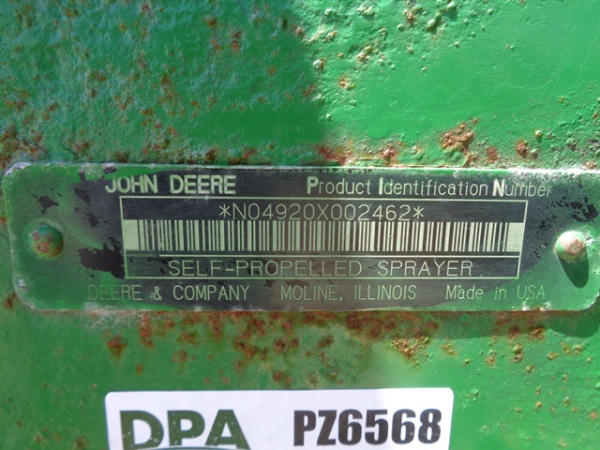 JOHN DEERE Product Identification Number
*N04920X002462*
SELF-PROPELLED SPRAYER
DEERE & COMPANY MOLINE, ILLINOIS Made in USA
DPA PZ6568